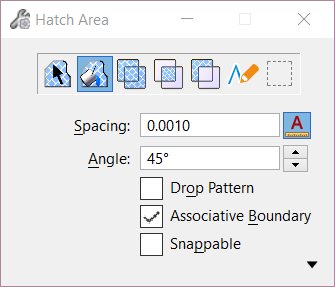 Hatch Area
Spacing: 0.0010 A
Angle: 45°
Drop Pattern
Associative Boundary
Snappable